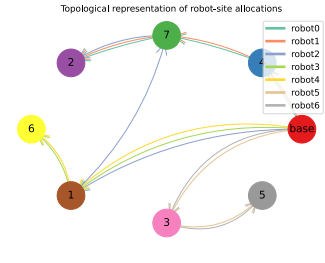 Topological representation of robot-site allocations
7
2
4
robot0
robot1
robot2
robot3
robot4
robot5
robot6
6
base
1
3
5